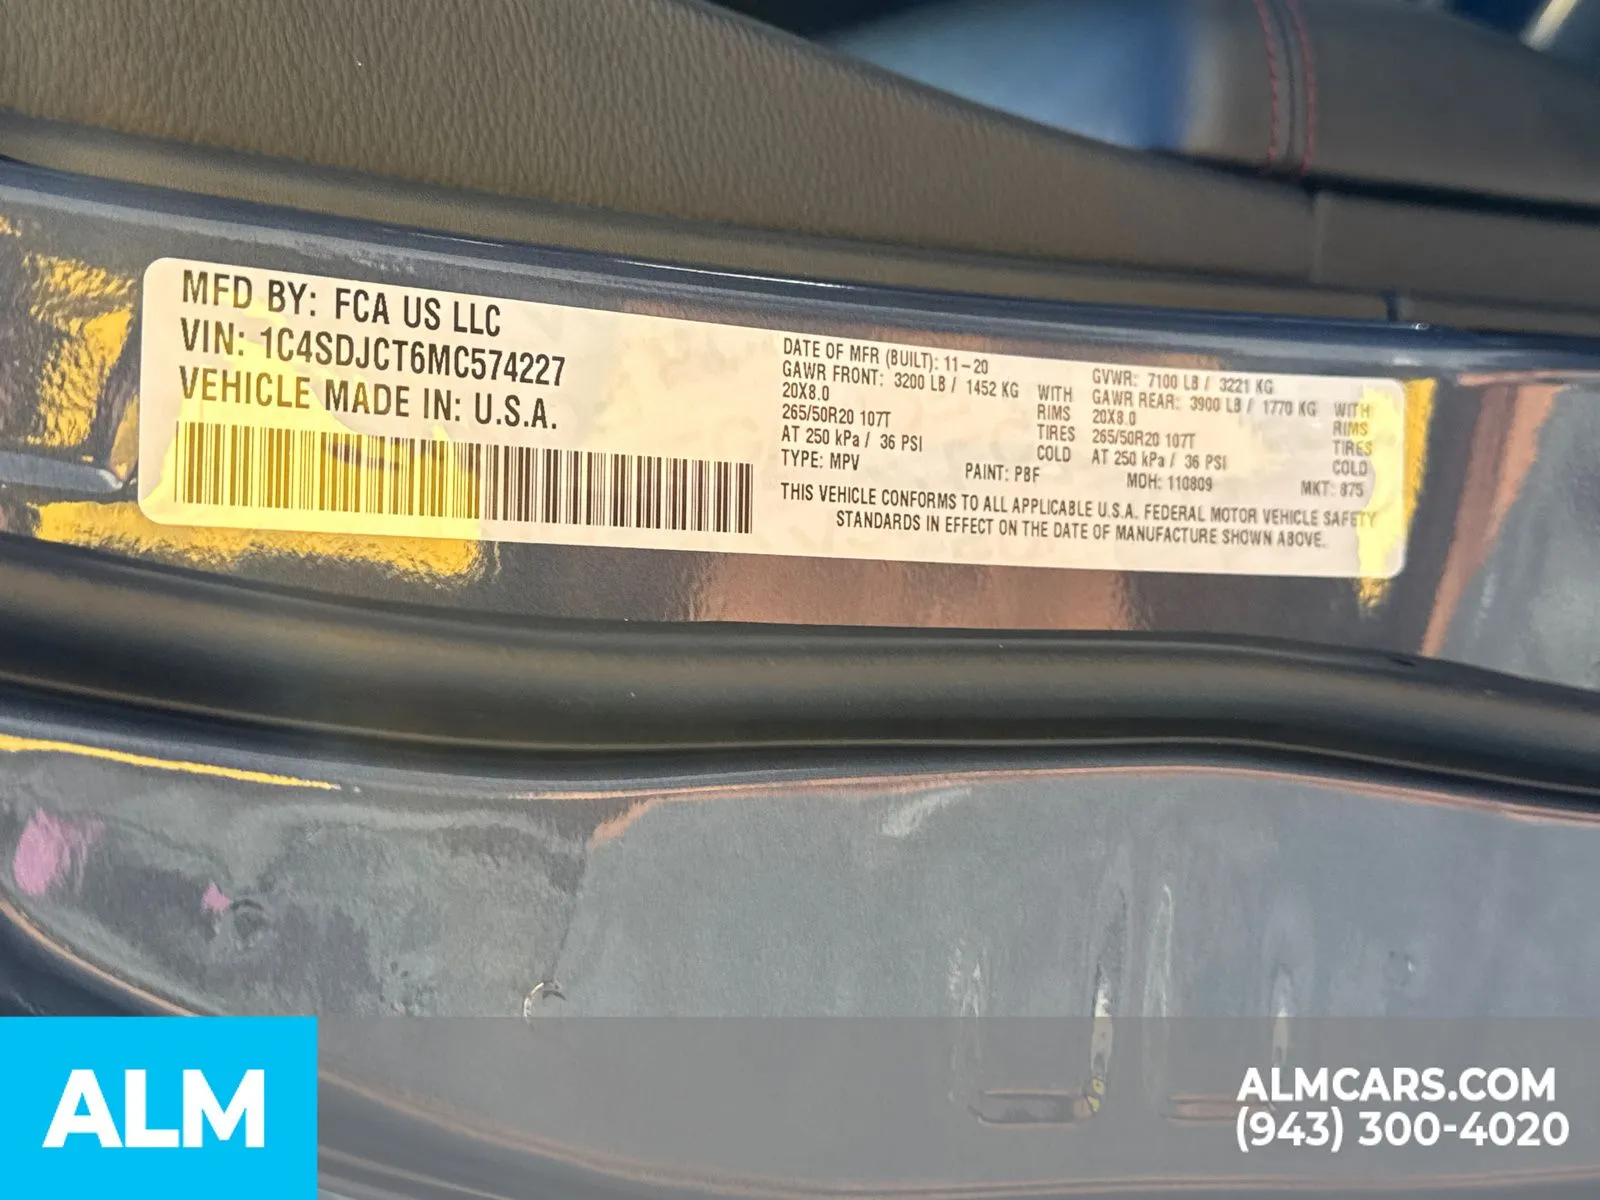 MFD BY: FCA US LLC
VIN: 1C4SDJCT6MC574227
VEHICLE MADE IN: U.S.A.
DATE OF MFR (BUILT): 11-20
GAWR FRONT: 3200 LB / 1452 KG WITH
20X8.0 RIMS
265/50R20 107T TIRES
AT 250 kPa / 36 PSI COLD
TYPE: MPV
PAINT: PBF
GVWR: 7100 LB / 3221 KG
GAWR REAR: 3900 LB / 1770 KG WITH
20X8.0 RIMS
265/50R20 107T TIRES
AT 250 kPa / 36 PSI COLD
MOH: 110809
MKT: 875
THIS VEHICLE CONFORMS TO ALL APPLICABLE U.S.A. FEDERAL MOTOR VEHICLE SAFETY
STANDARDS IN EFFECT ON THE DATE OF MANUFACTURE SHOWN ABOVE.
ALM
ALMCARS.COM
(943) 300-4020